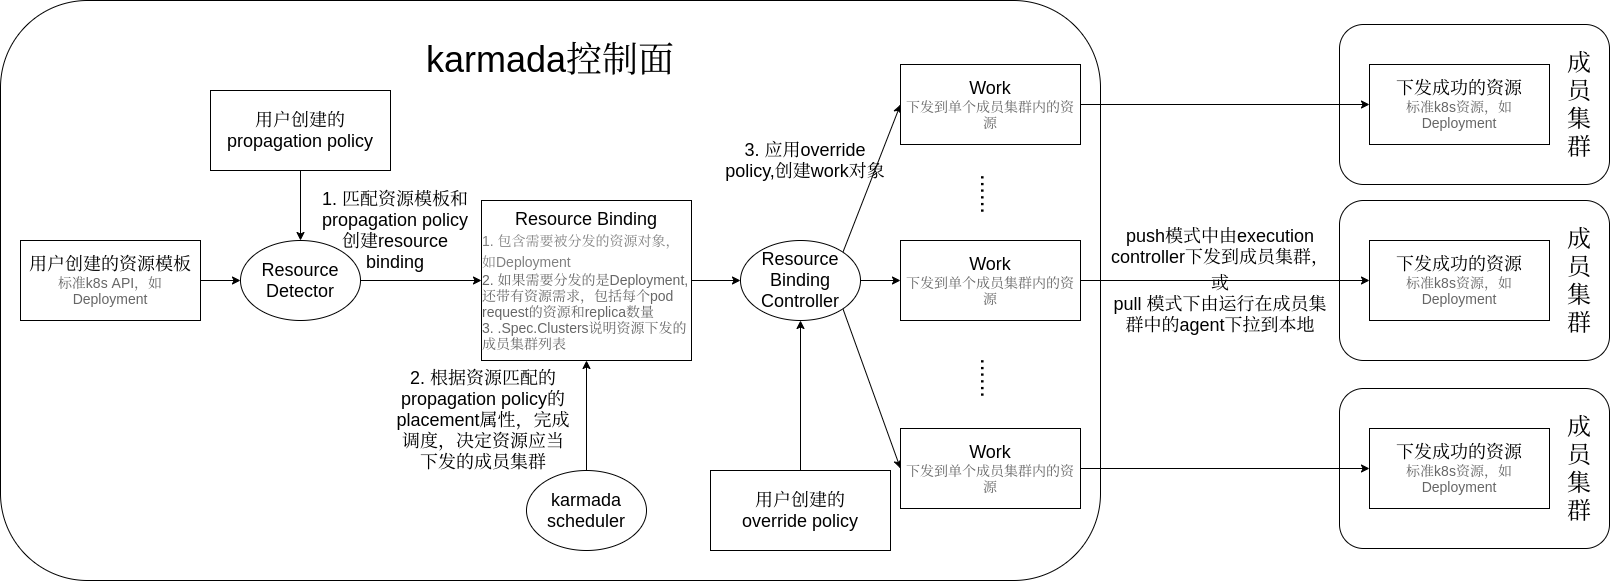 karmada控制面
用户创建的
propagation policy
用户创建的资源模板
标准k8s API，如
Deployment
Resource
Detector
1. 匹配资源模板和
propagation policy
创建resource
binding
Resource Binding
1. 包含需要被分发的资源对象，
如Deployment
2. 如果需要分发的是Deployment,
还带有资源需求，包括每个pod
request的资源和replica数量
3. .Spec.Clusters说明资源下发的
成员集群列表
2. 根据资源匹配的
propagation policy的
placement属性，完成
调度，决定资源应当
下发的成员集群
karmada
scheduler
Resource
Binding
Controller
用户创建的
override policy
3. 应用override
policy,创建work对象
Work
下发到单个成员集群内的资
源
......
Work
下发到单个成员集群内的资
源
......
Work
下发到单个成员集群内的资
源
push模式中由execution
controller下发到成员集群，
或
pull 模式下由运行在成员集
群中的agent下拉到本地
下发成功的资源
标准k8s资源，如
Deployment
成
员
集
群
下发成功的资源
标准k8s资源，如
Deployment
成
员
集
群
下发成功的资源
标准k8s资源，如
Deployment
成
员
集
群